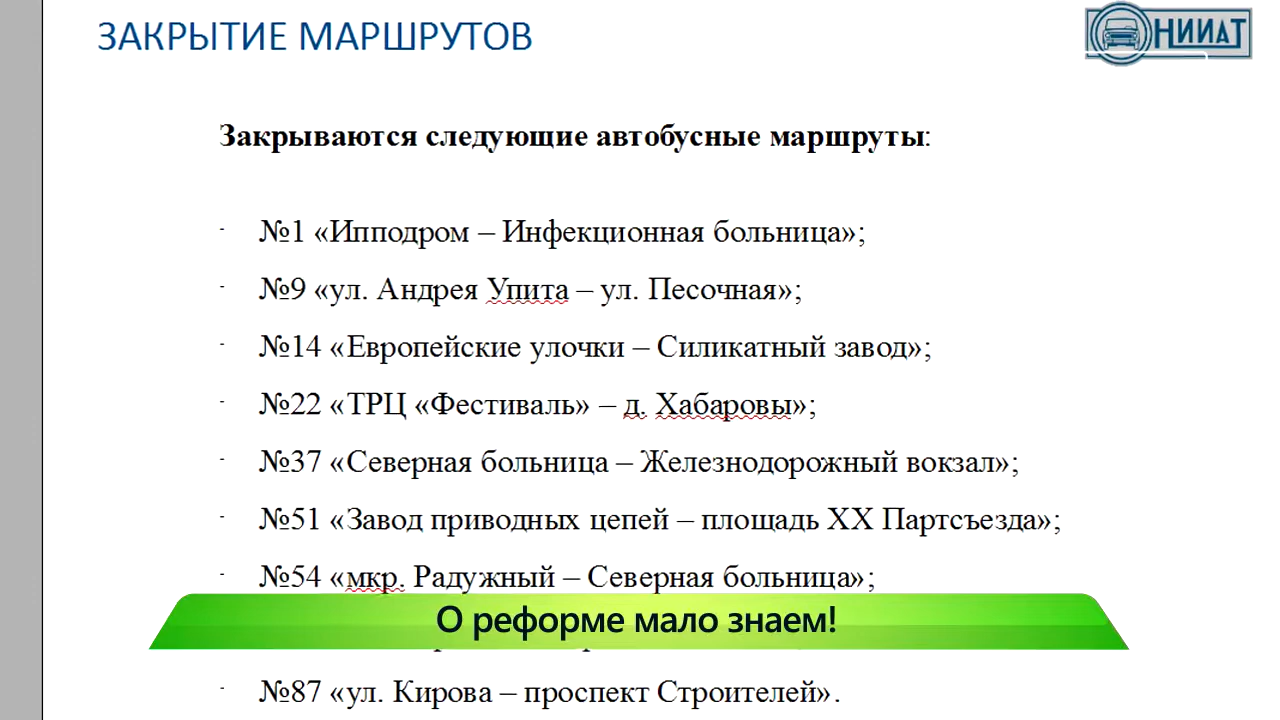 ЗАКРЫТИЕ МАРШРУТОВ
НИИАТ
Закрываются следующие автобусные маршруты:
- №1 «Ипподром – Инфекционная больница»;
- №9 «ул. Андрея Упита – ул. Песочная»;
- №14 «Европейские улочки – Силикатный завод»;
- №22 «ТРЦ «Фестиваль» – д. Хабаровы»;
- №37 «Северная больница – Железнодорожный вокзал»;
- №51 «Завод приводных цепей – площадь XX Партсъезда»;
- №54 «мкр. Радужный – Северная больница»;
О реформе мало знаем!
- №87 «ул. Кирова – проспект Строителей».